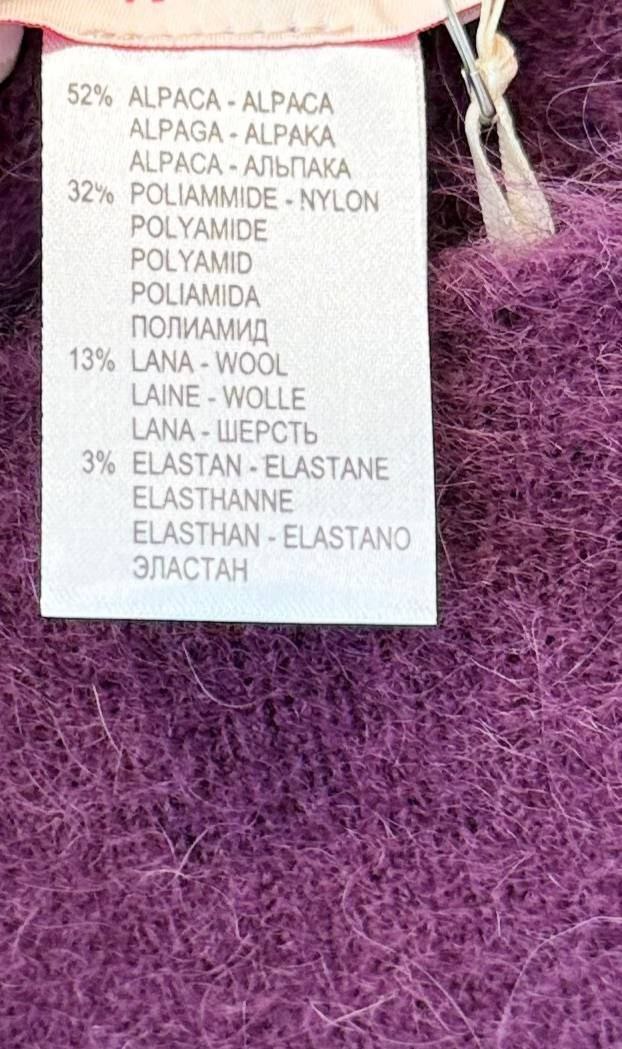 52% ALPACA - ALPACA
ALPAGA - ALPAKA
ALPACA - АЛЬПАКА
32% POLIAMMIDE - NYLON
POLYAMIDE
POLYAMID
POLIAMIDA
ПОЛИАМИД
13% LANA - WOOL
LAINE - WOLLE
LANA - ШЕРСТЬ
3% ELASTAN - ELASTANE
ELASTHANNE
ELASTHAN - ELASTANO
ЭЛАСТАН